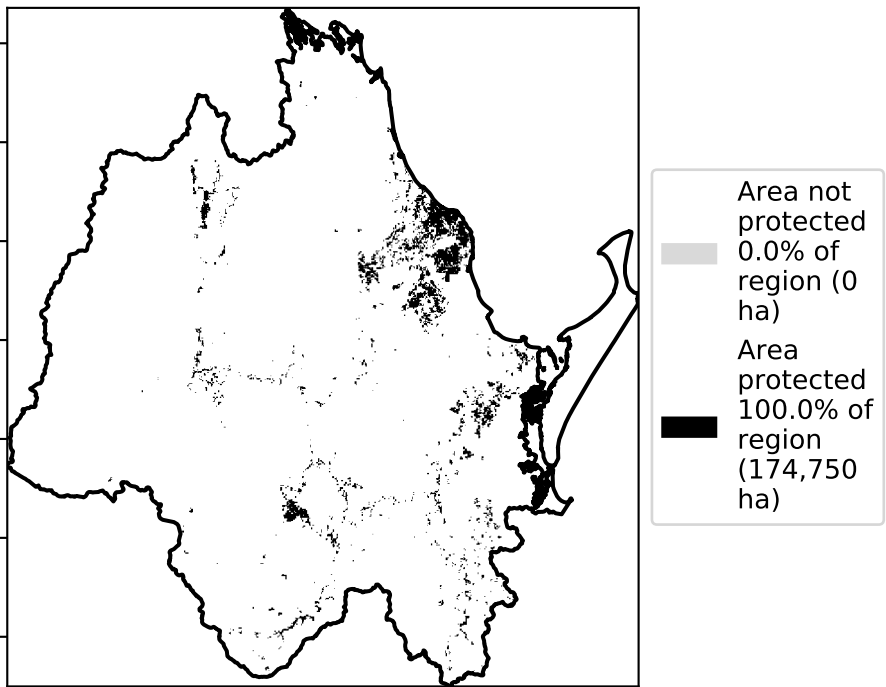 Area not
protected
0.0% of
region (0
ha)
Area
protected
100.0% of
region
(174,750
ha)